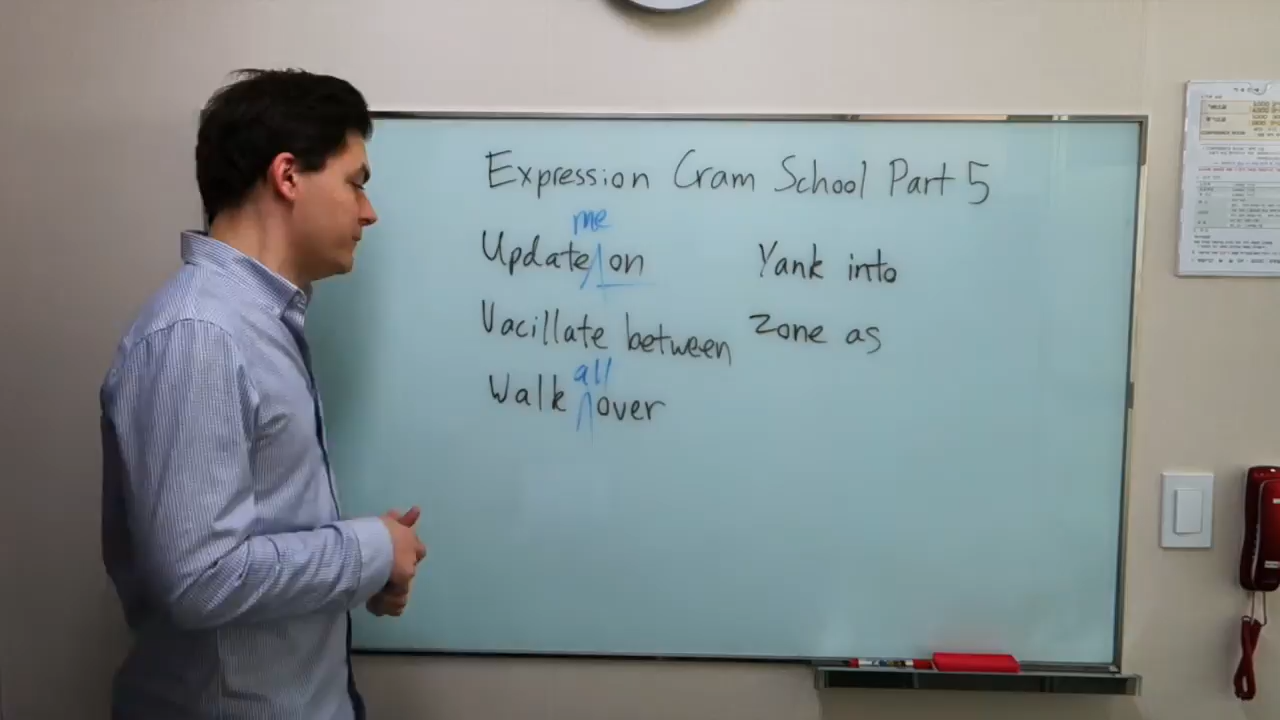 Expression Cram School Part 5
me
Update on
Vacillate between
all
Walk over
Yank into
Zone as